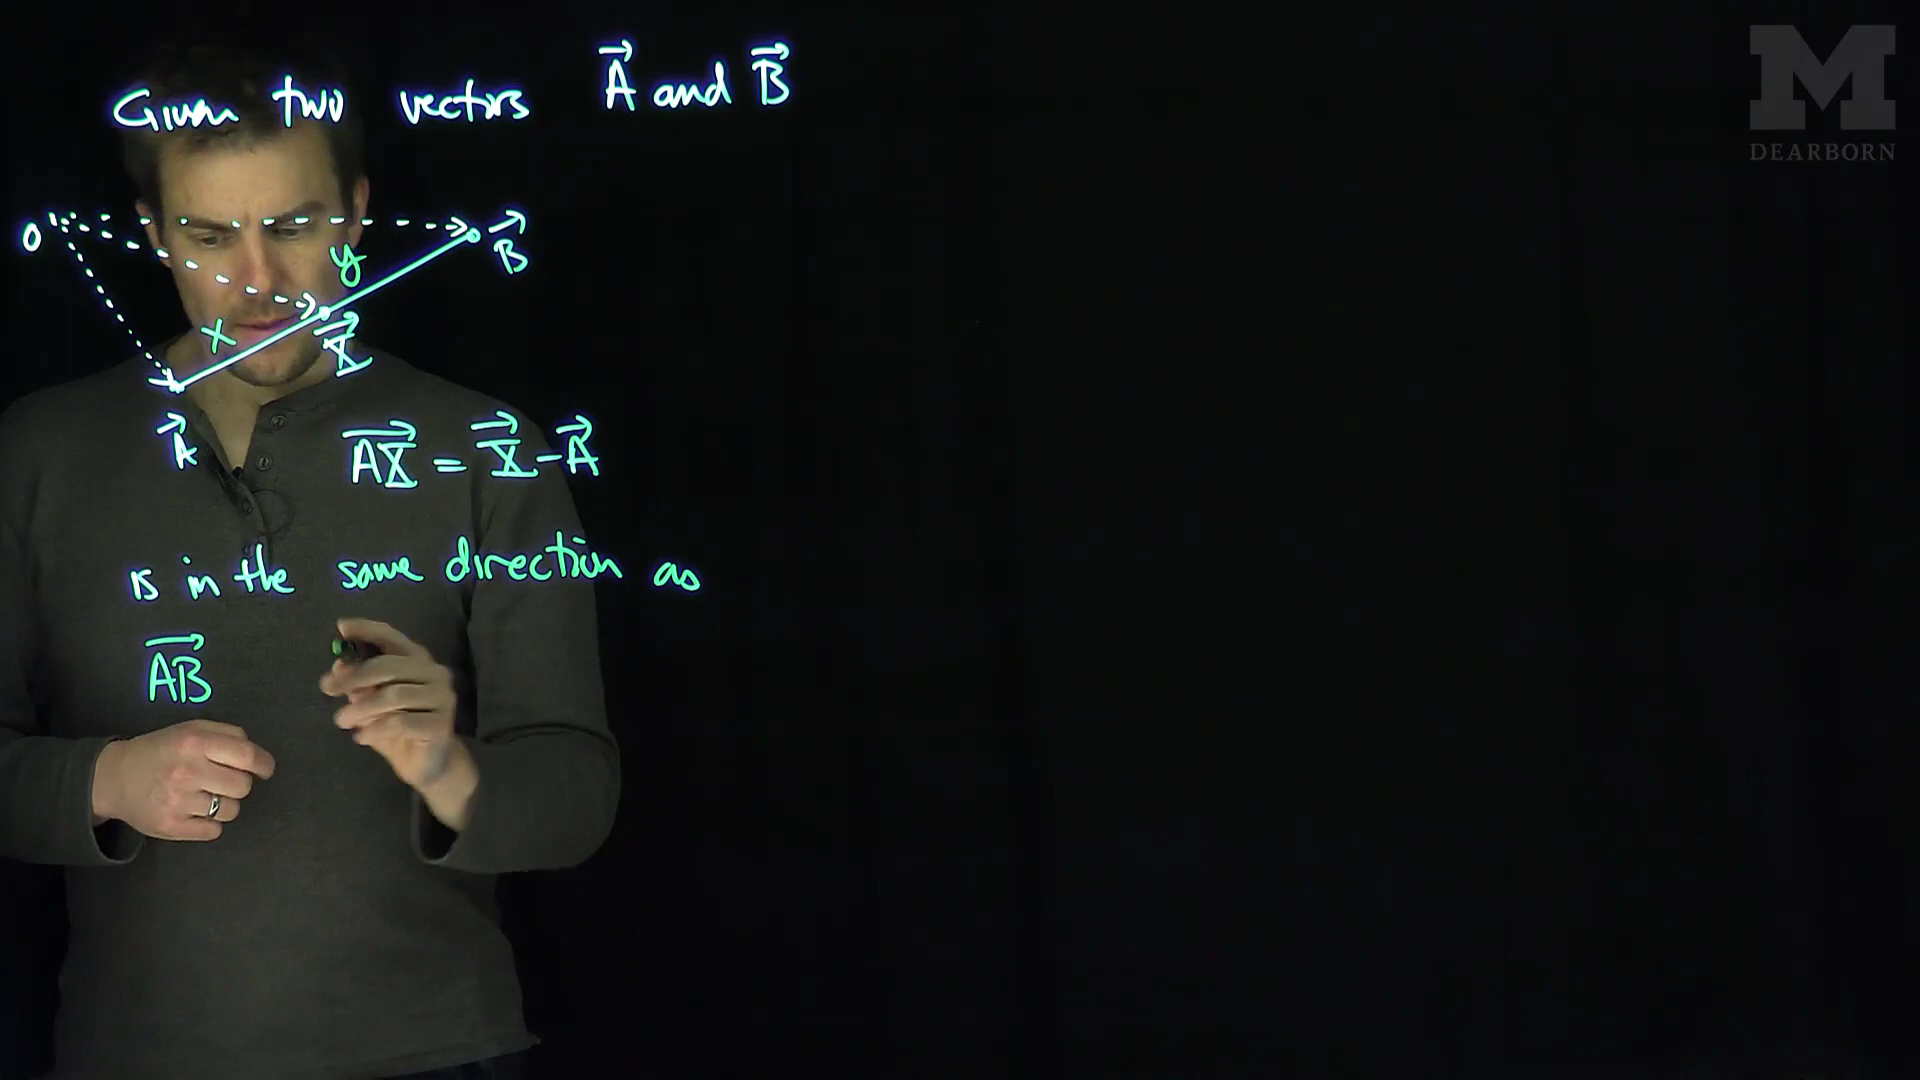 Given two vectors A and B
M
DEARBORN
O
B
y
x
X
A
AX = X - A
is in the same direction as
AB